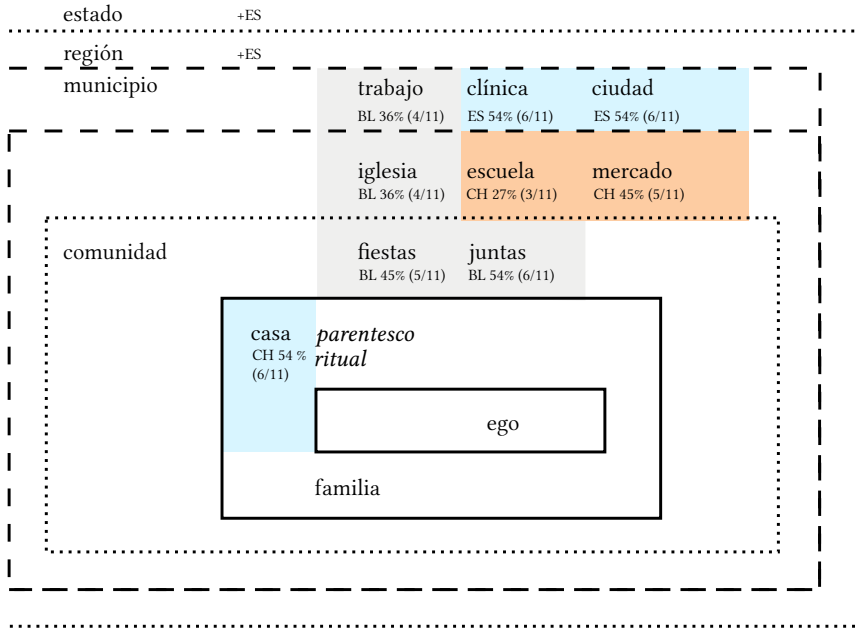 estado +ES
región +ES
municipio
trabajo clínica ciudad
BL 36% (4/11) ES 54% (6/11) ES 54% (6/11)
iglesia escuela mercado
BL 36% (4/11) CH 27% (3/11) CH 45% (5/11)
comunidad fiestas juntas
BL 45% (5/11) BL 54% (6/11)
casa parentesco
CH 54 % ritual
(6/11)
ego
familia